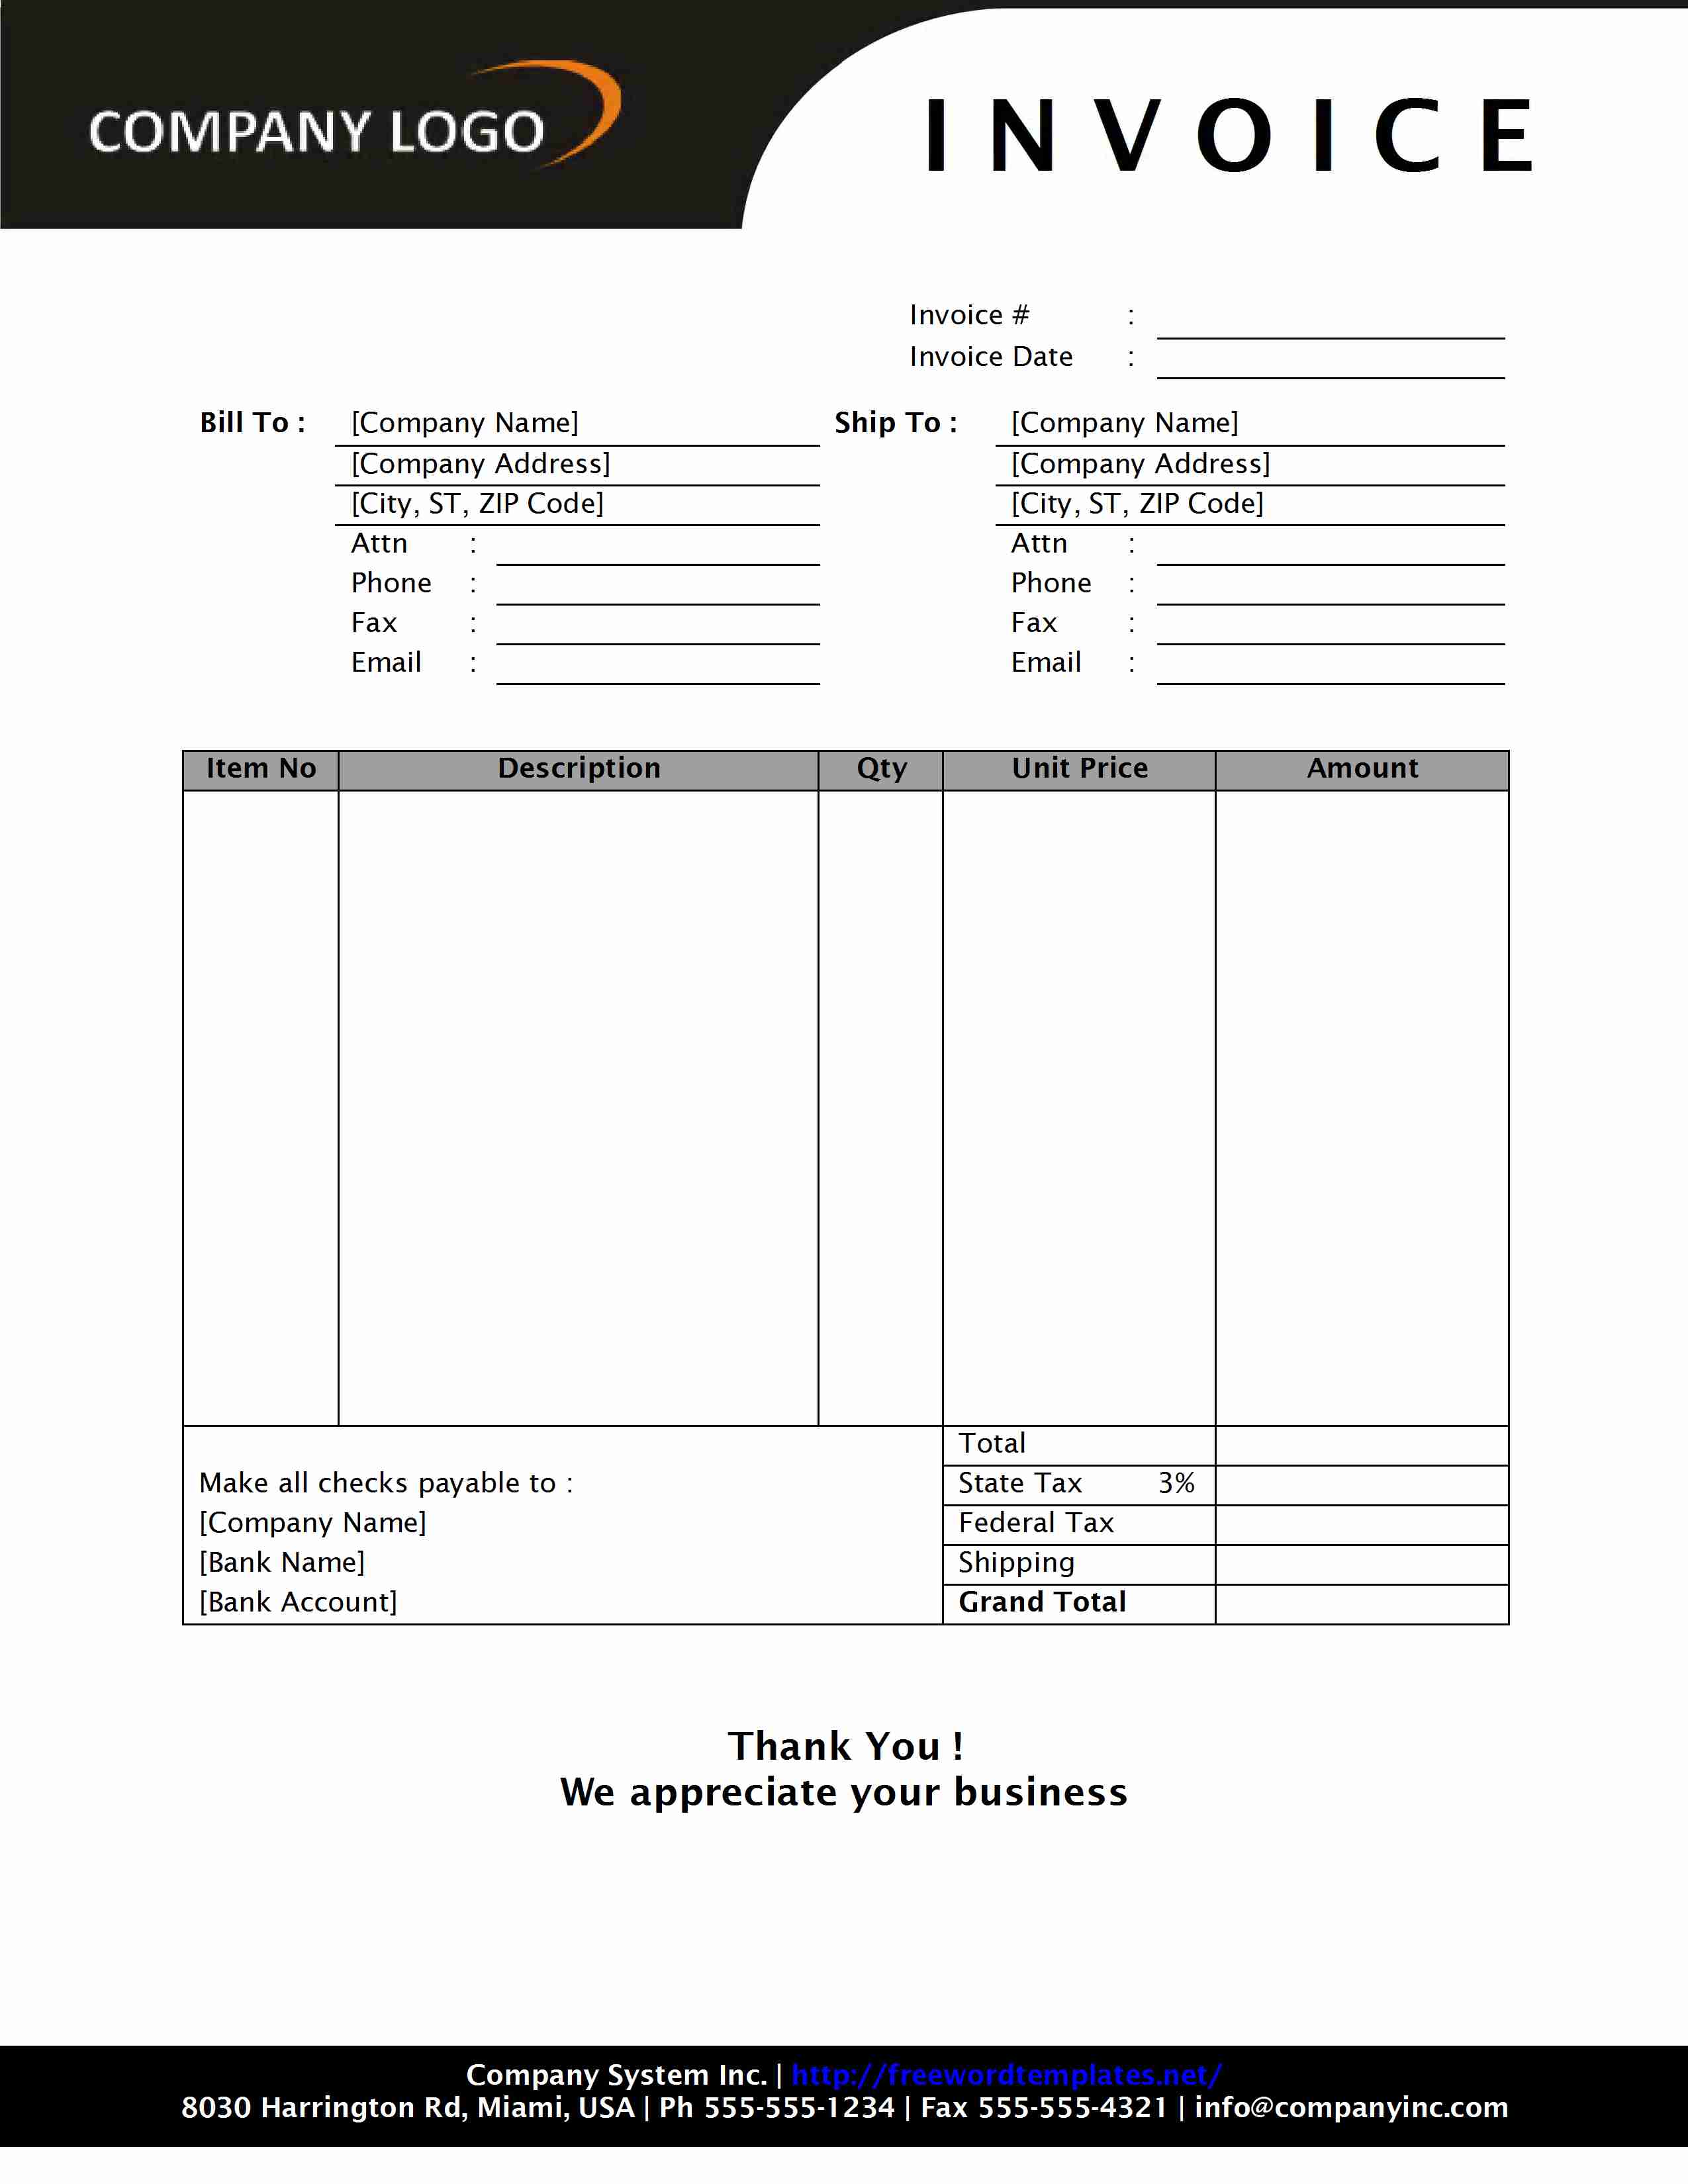 COMPANY LOGO
I N V O I C E
Invoice # :
Invoice Date :
Bill To : [Company Name] Ship To : [Company Name]
[Company Address] [Company Address]
[City, ST, ZIP Code] [City, ST, ZIP Code]
Attn : Attn :
Phone : Phone :
Fax : Fax :
Email : Email :
Item No Description Qty Unit Price Amount
Total
Make all checks payable to : State Tax 3%
[Company Name] Federal Tax
[Bank Name] Shipping
[Bank Account] Grand Total
Thank You !
We appreciate your business
Company System Inc. | http://freewordtemplates.net/
8030 Harrington Rd, Miami, USA | Ph 555-555-1234 | Fax 555-555-4321 | info@companyinc.com